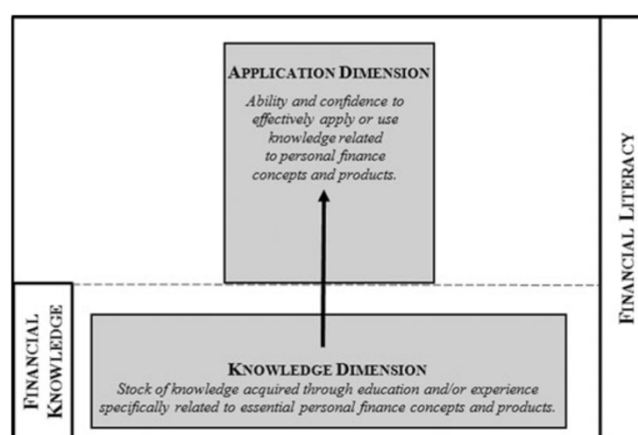 APPLICATION DIMENSION
Ability and confidence to
effectively apply or use
knowledge related
to personal finance
concepts and products.
FINANCIAL LITERACY
FINANCIAL
KNOWLEDGE
KNOWLEDGE DIMENSION
Stock of knowledge acquired through education and/or experience
specifically related to essential personal finance concepts and products.